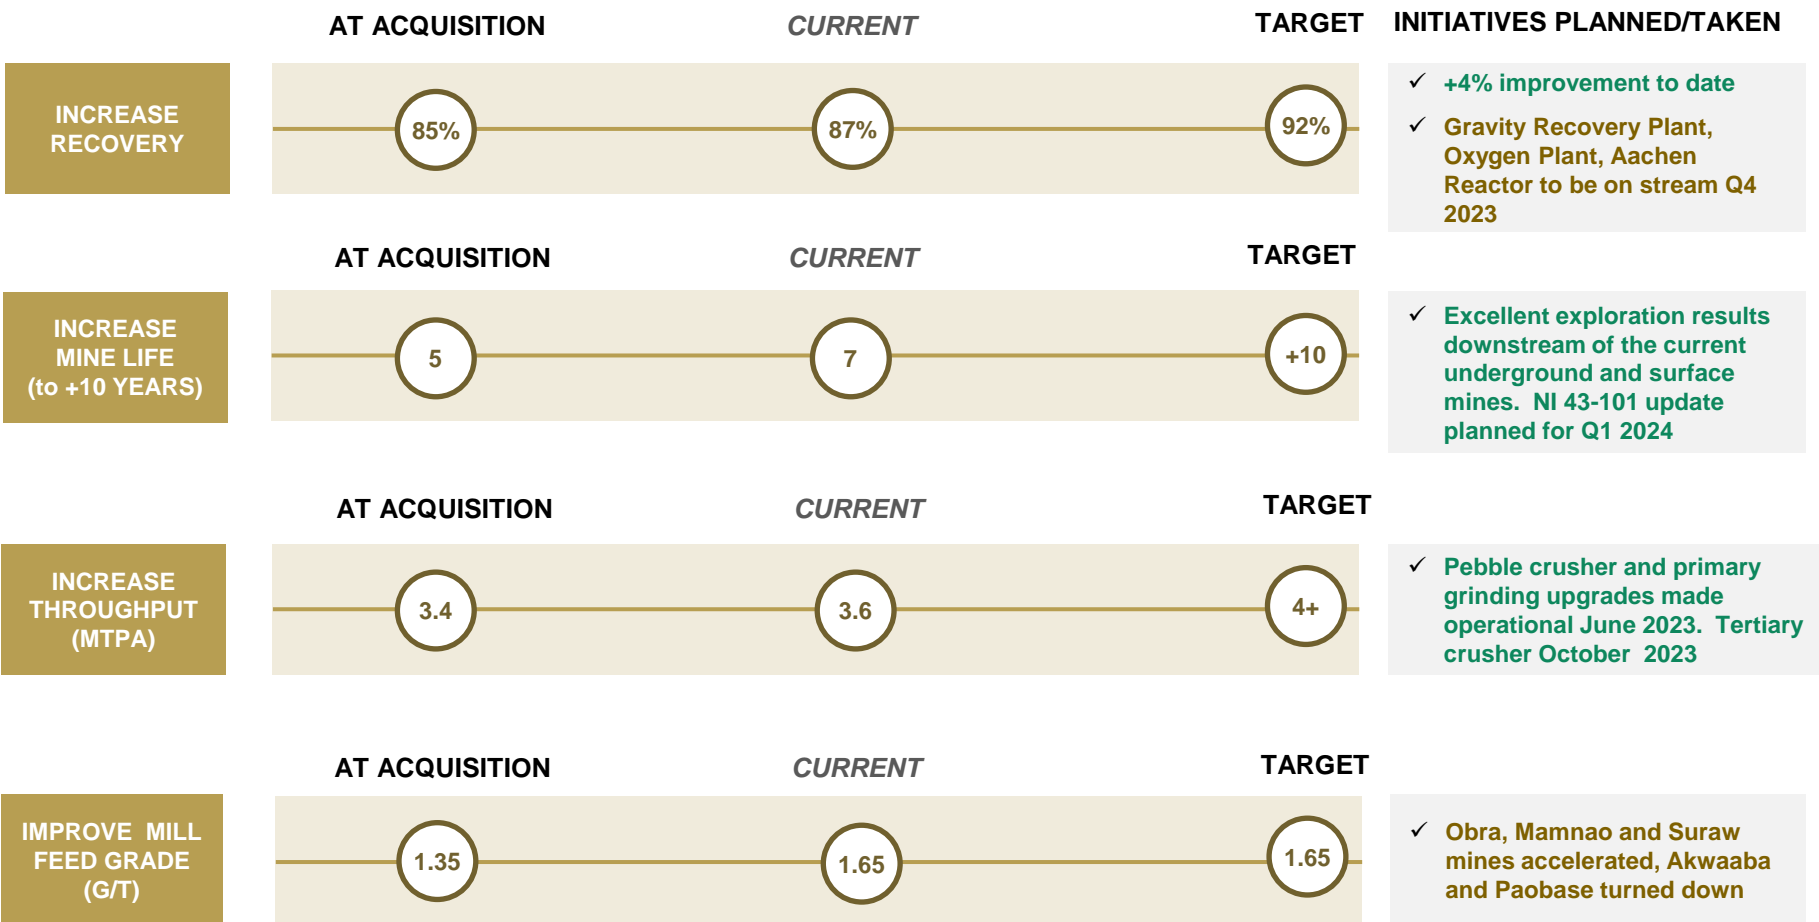 AT ACQUISITION CURRENT TARGET INITIATIVES PLANNED/TAKEN
INCREASE
RECOVERY
85% 87% 92%
✓ +4% improvement to date
✓ Gravity Recovery Plant,
Oxygen Plant, Aachen
Reactor to be on stream Q4
2023
AT ACQUISITION CURRENT TARGET
INCREASE
MINE LIFE
(to +10 YEARS)
5 7 +10
✓ Excellent exploration results
downstream of the current
underground and surface
mines. NI 43-101 update
planned for Q1 2024
AT ACQUISITION CURRENT TARGET
INCREASE
THROUGHPUT
(MTPA)
3.4 3.6 4+
✓ Pebble crusher and primary
grinding upgrades made
operational June 2023. Tertiary
crusher October 2023
AT ACQUISITION CURRENT TARGET
IMPROVE MILL
FEED GRADE
(G/T)
1.35 1.65 1.65
✓ Obra, Mamnao and Suraw
mines accelerated, Akwaaba
and Paobase turned down